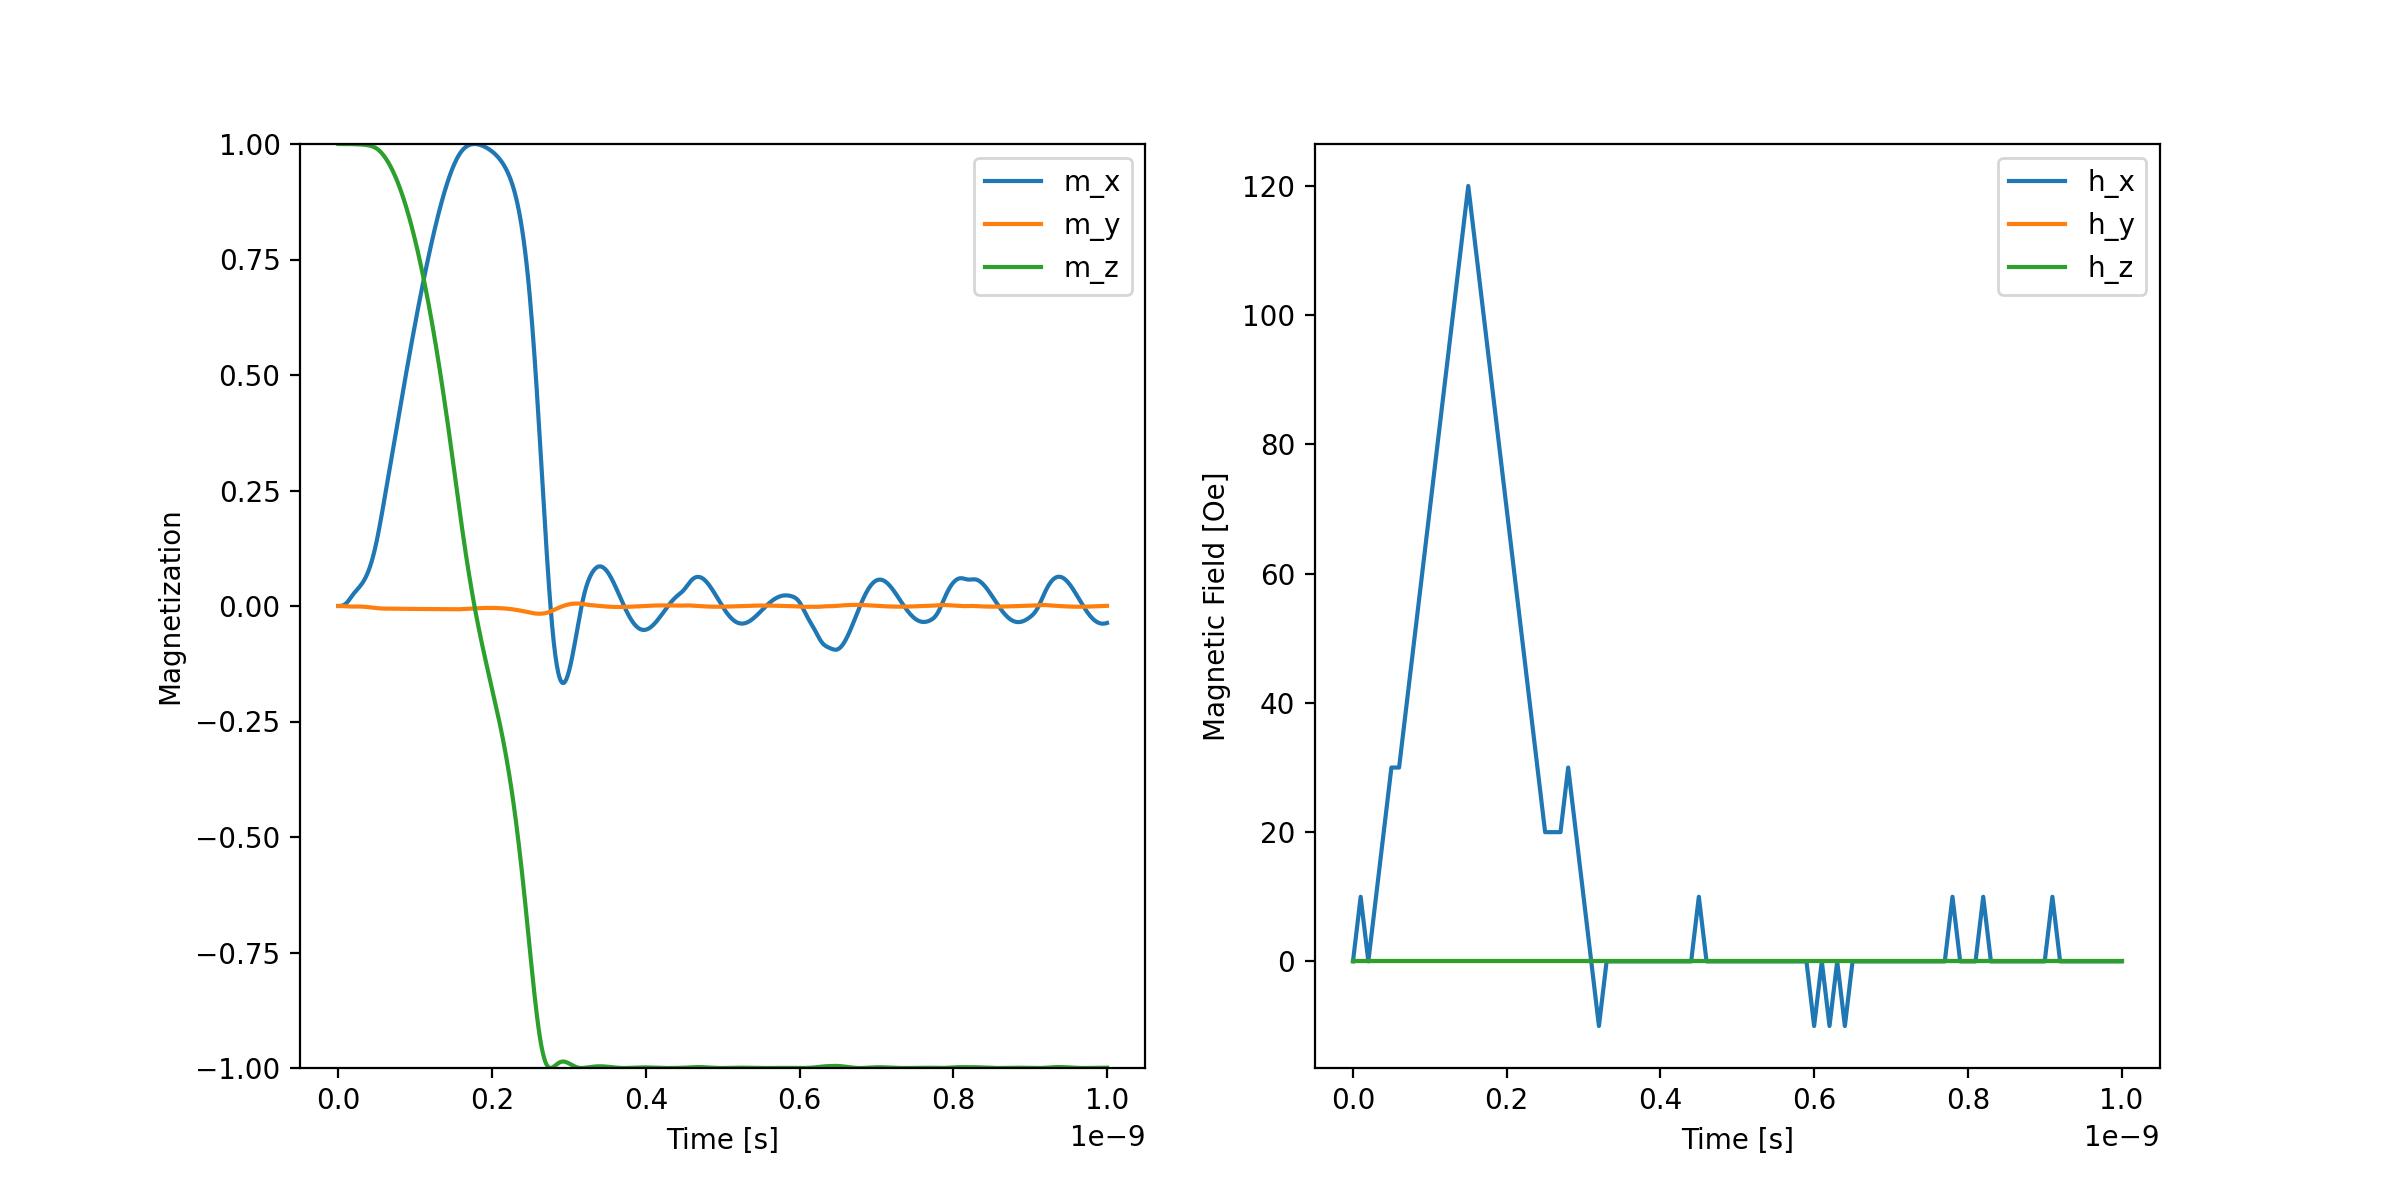 1.00
0.75
0.50
0.25
0.00
−0.25
−0.50
−0.75
−1.00
Magnetization
m_x
m_y
m_z
0.0 0.2 0.4 0.6 0.8 1.0
1e−9
Time [s]
120
100
80
60
40
20
0
Magnetic Field [Oe]
h_x
h_y
h_z
0.0 0.2 0.4 0.6 0.8 1.0
1e−9
Time [s]